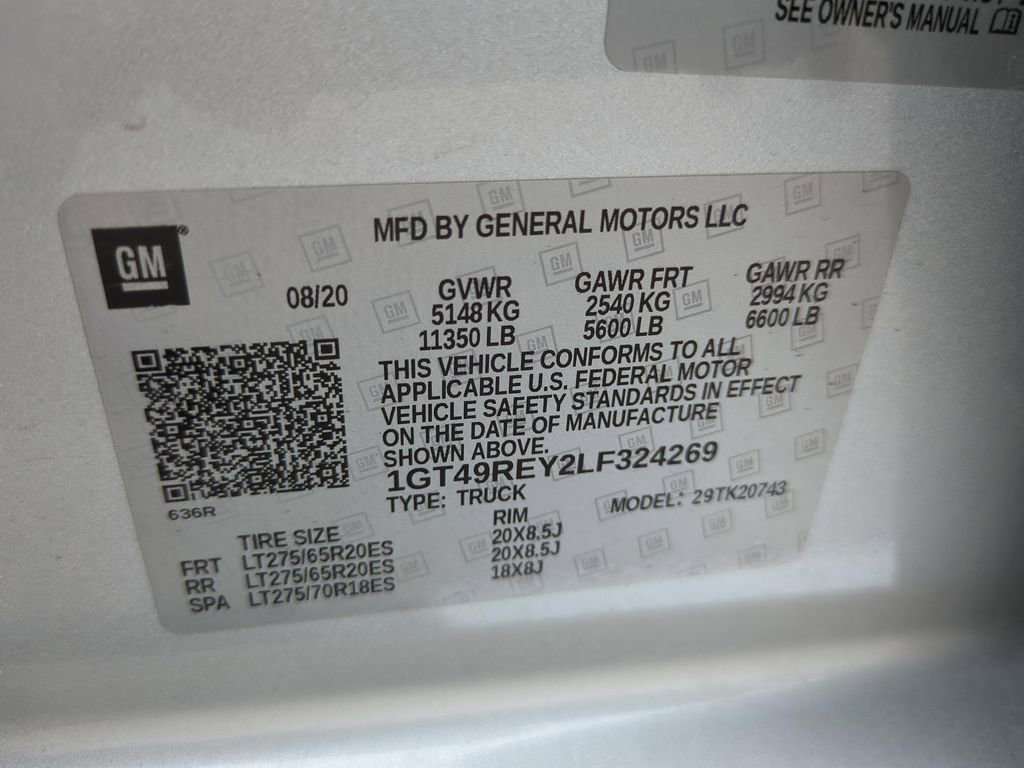 SEE OWNER'S MANUAL
GM®
MFD BY GENERAL MOTORS LLC
08/20
GVWR GAWR FRT GAWR RR
5148 KG 2540 KG 2994 KG
11350 LB 5600 LB 6600 LB
THIS VEHICLE CONFORMS TO ALL
APPLICABLE U.S. FEDERAL MOTOR
VEHICLE SAFETY STANDARDS IN EFFECT
ON THE DATE OF MANUFACTURE
SHOWN ABOVE.
1GT49REY2LF324269
TYPE: TRUCK MODEL: 29TK20743
636R
TIRE SIZE RIM
FRT LT275/65R20ES 20X8.5J
RR LT275/65R20ES 20X8.5J
SPA LT275/70R18ES 18X8J